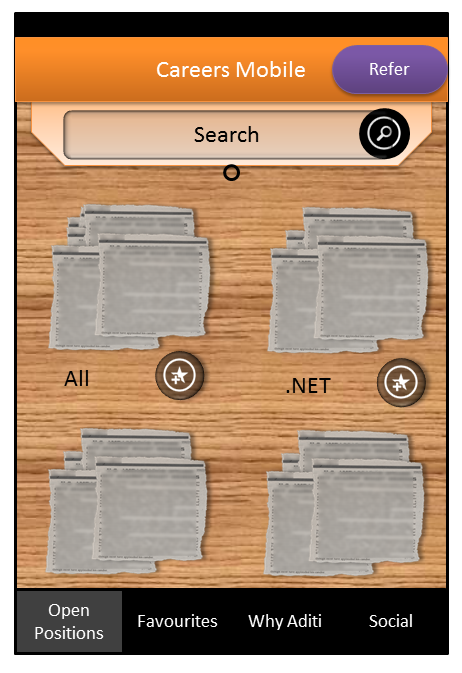 Careers Mobile
Refer
Search
All
.NET
Open
Positions
Favourites
Why Aditi
Social